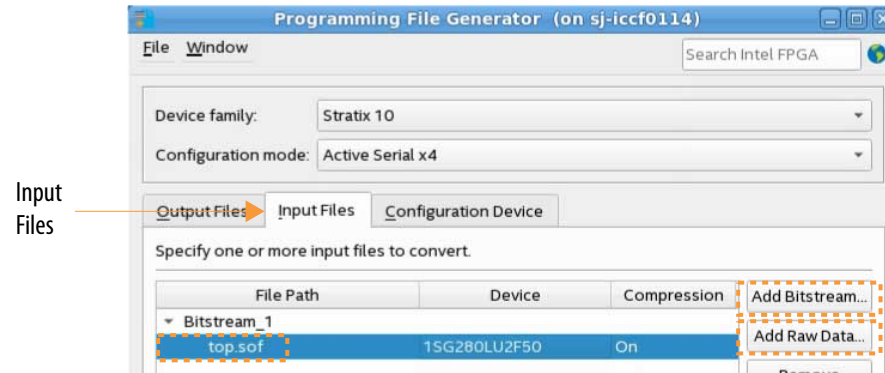 Programming File Generator (on sj-iccf0114)
File Window
Search Intel FPGA
Device family: Stratix 10
Configuration mode: Active Serial x4
Input
Files
Output Files Input Files Configuration Device
Specify one or more input files to convert.
File Path Device Compression Add Bitstream...
Bitstream_1
top.sof 1SG280LU2F50 On Add Raw Data...
Remove